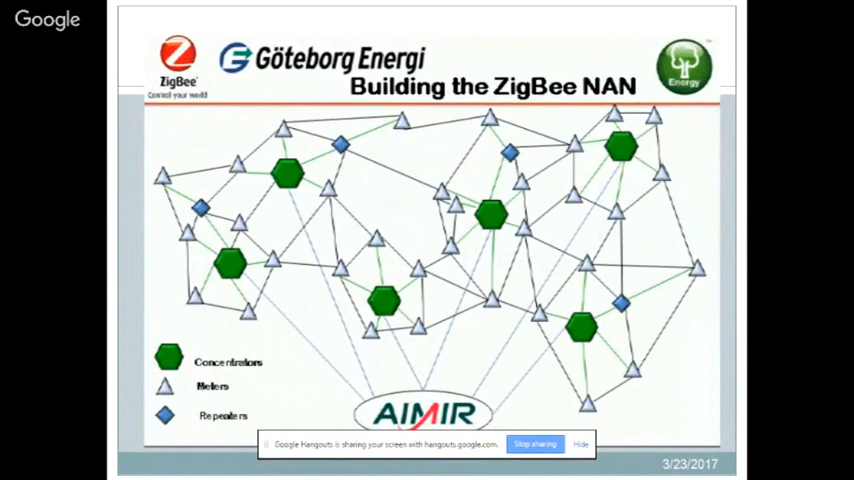 Google
ZigBee
Control your world
Göteborg Energi
Building the ZigBee NAN
Energy
Concentrators
Meters
Repeaters
AIMIR
Google Hangouts is sharing your screen with hangouts.google.com.
Stop sharing
Hide
3/23/2017